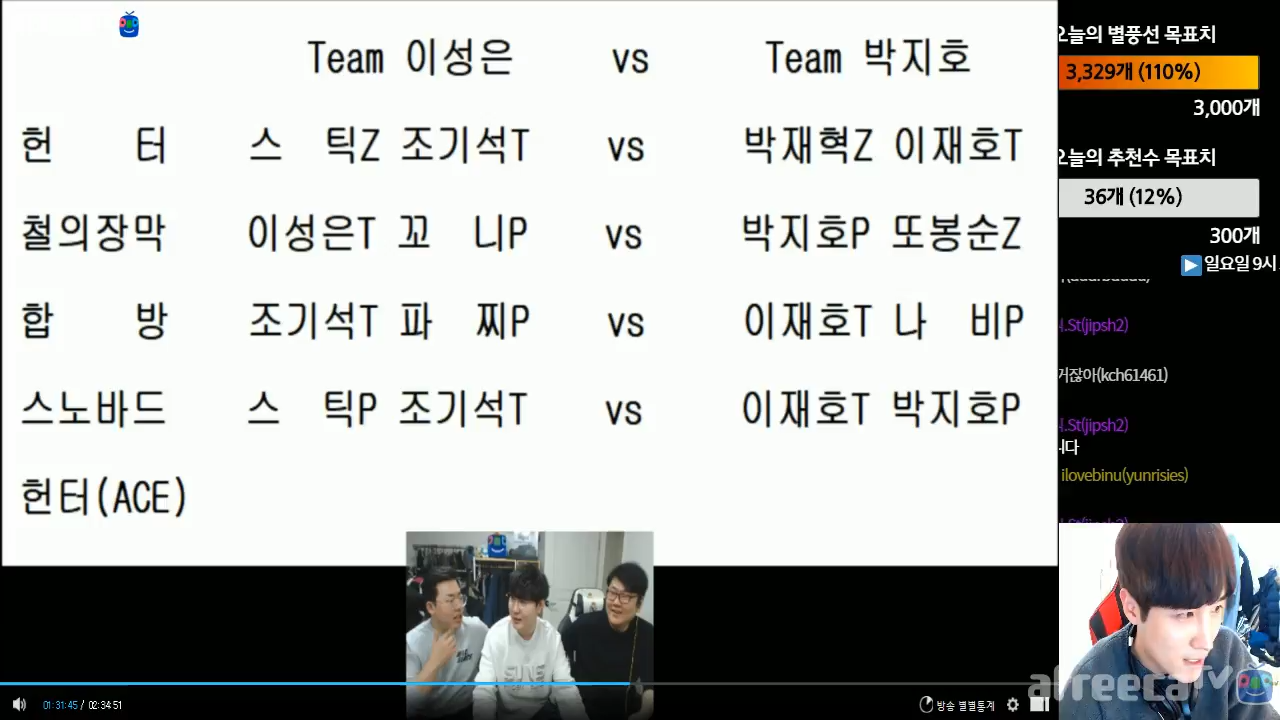 Team 이성은 vs Team 박지호
헌 터 스 틱Z 조기석T vs 박재혁Z 이재호T
철의장막 이성은T 꼬 니P vs 박지호P 또봉순Z
합 방 조기석T 파 찌P vs 이재호T 나 비P
스노바드 스 틱P 조기석T vs 이재호T 박지호P
헌터(ACE)
오늘의 별풍선 목표치
3,329개 (110%)
3,000개
오늘의 추천수 목표치
36개 (12%)
300개
일요일 9시
.St(jipsh2)
거잖아(kch61461)
.St(jipsh2)
니다
ilovebinu(yunrisies)
afreecaTV
01:31:45 / 02:34:51
방송 별별통계